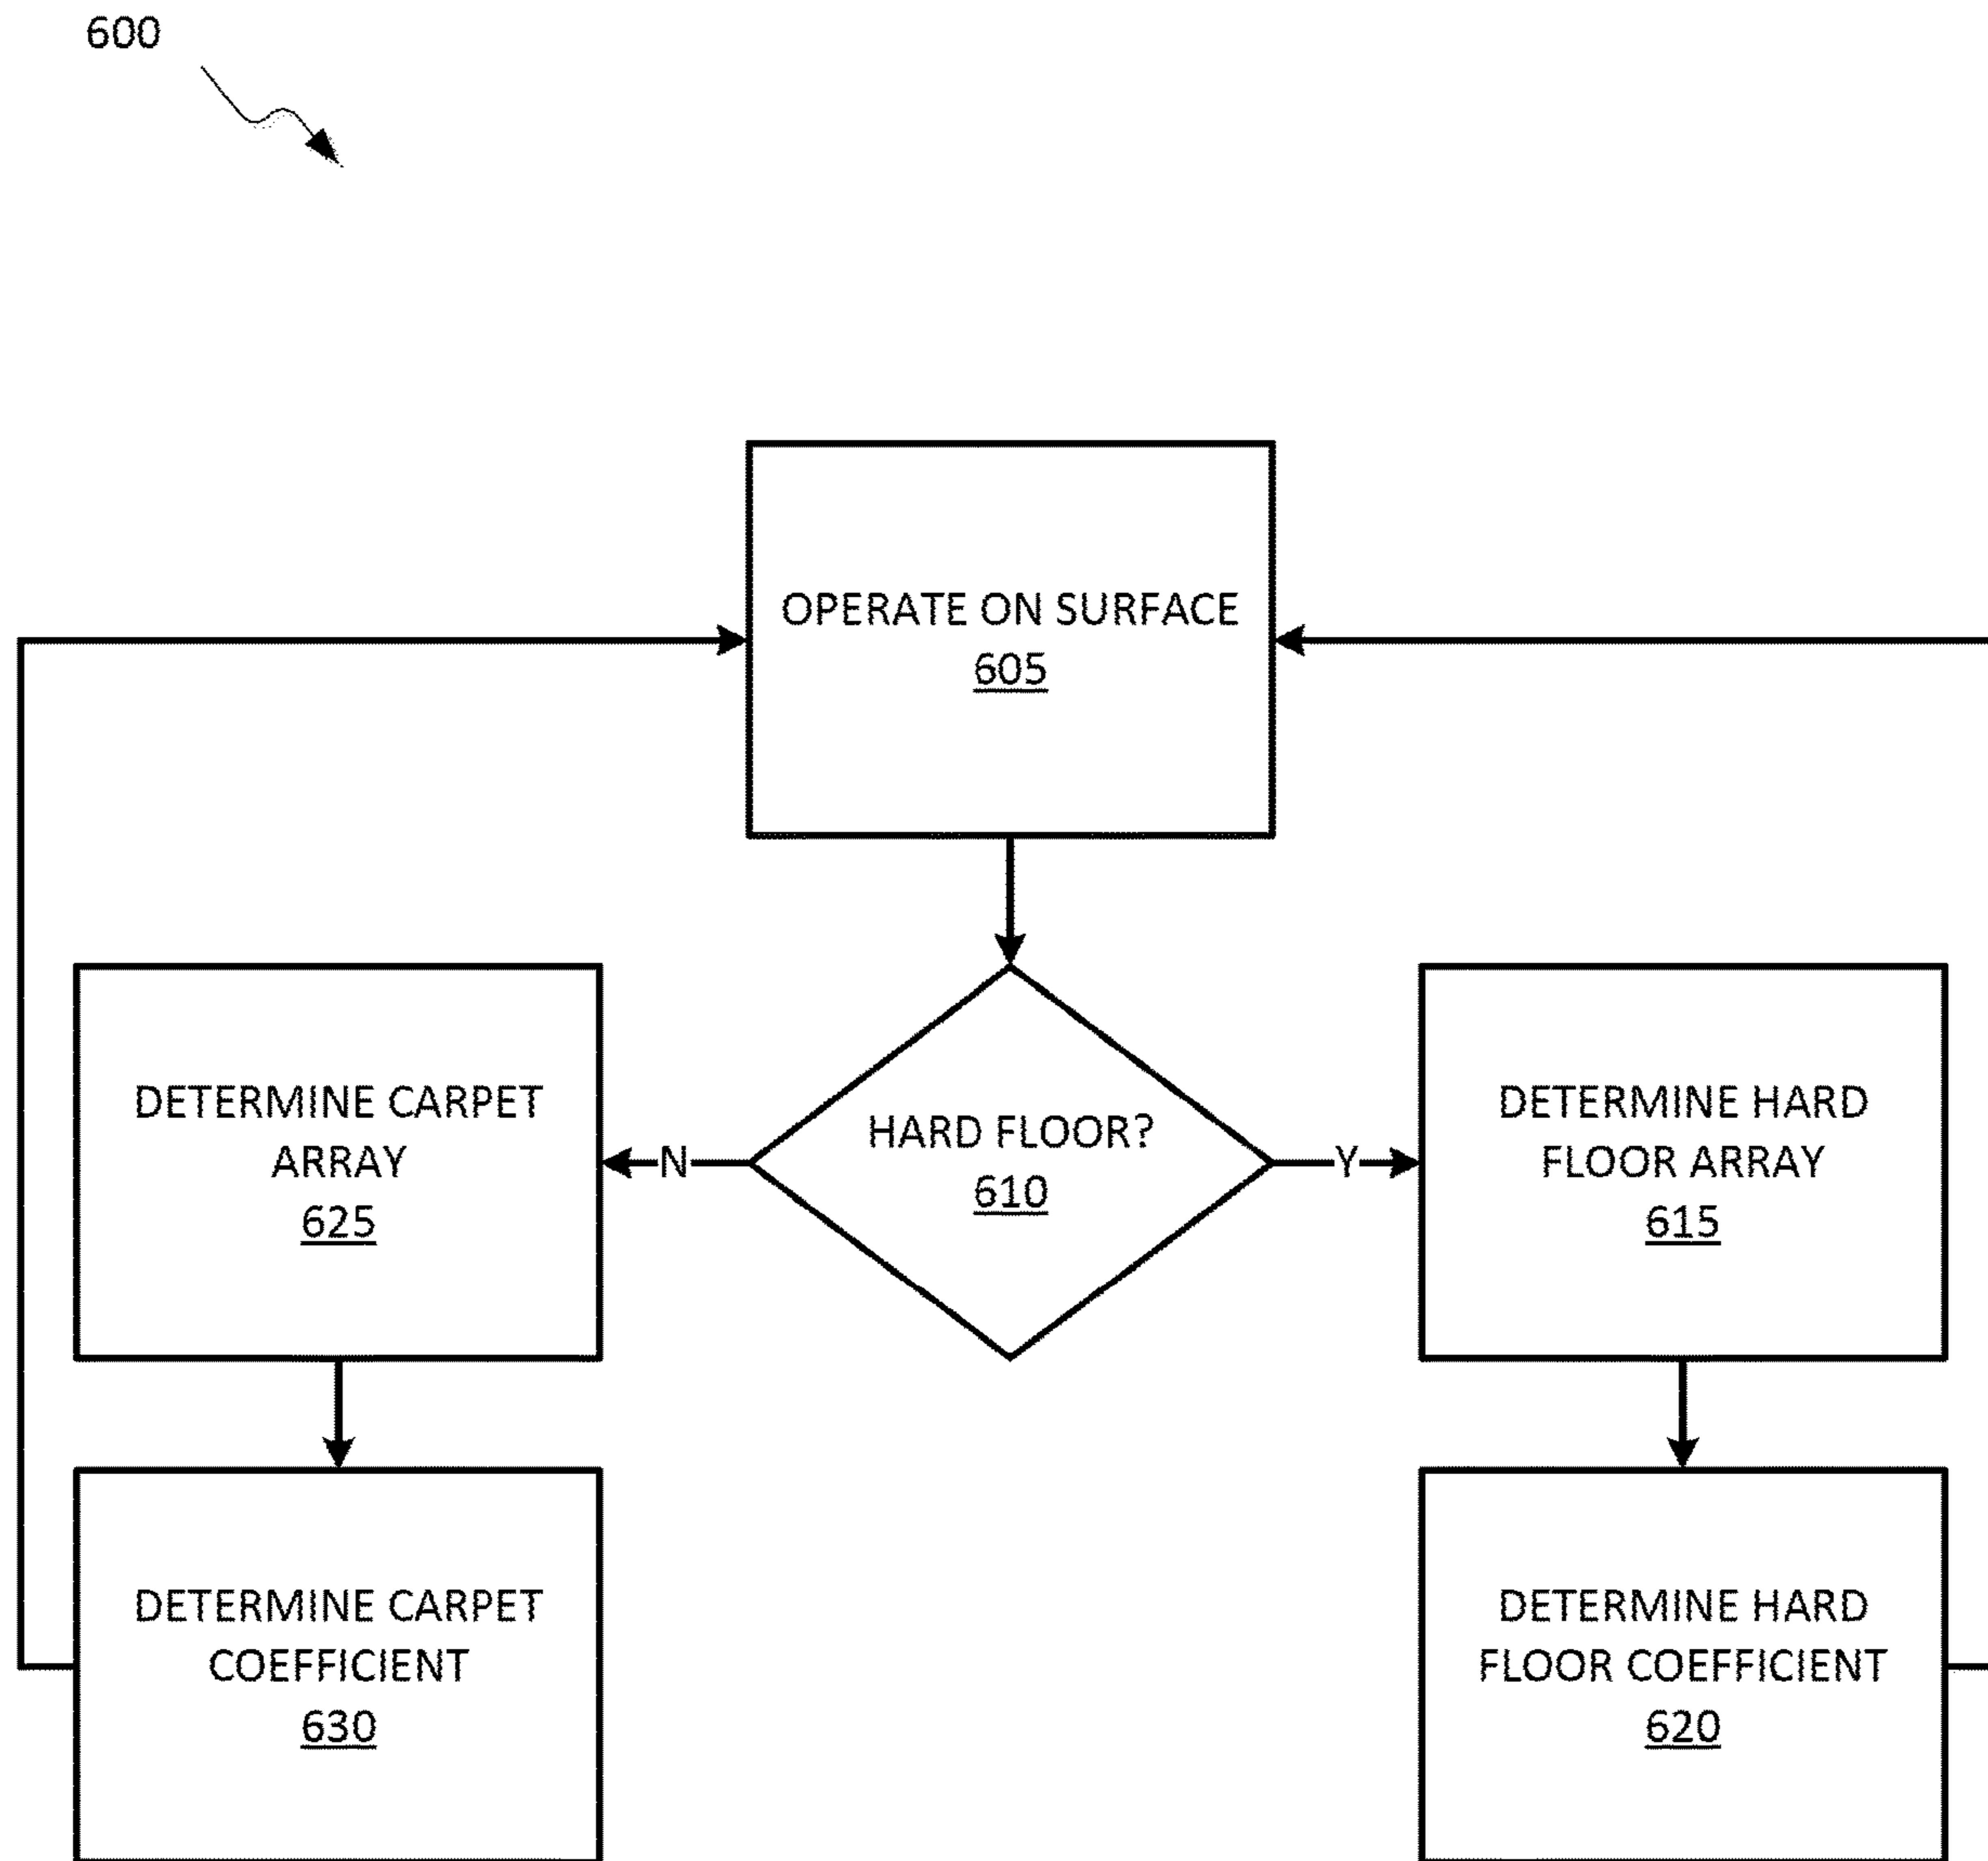 600
OPERATE ON SURFACE
605
HARD FLOOR?
610
N
Y
DETERMINE CARPET
ARRAY
625
DETERMINE HARD
FLOOR ARRAY
615
DETERMINE CARPET
COEFFICIENT
630
DETERMINE HARD
FLOOR COEFFICIENT
620